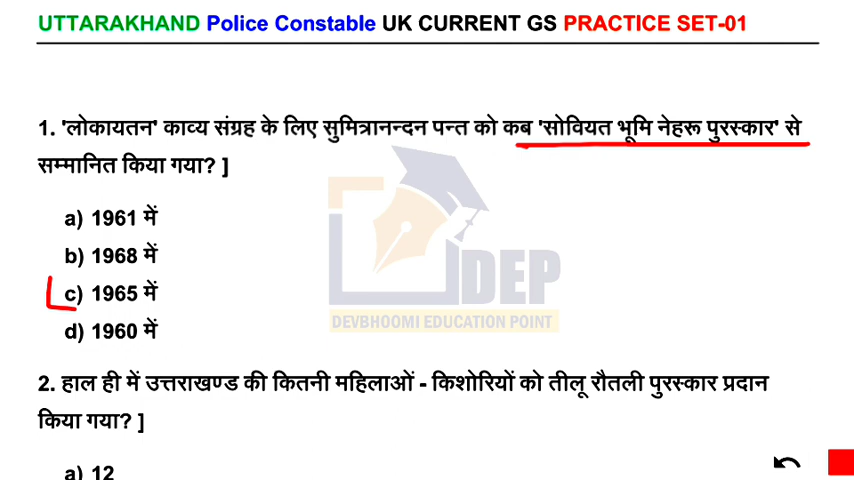 UTTARAKHAND Police Constable UK CURRENT GS PRACTICE SET-01
1. 'लोकायतन' काव्य संग्रह के लिए सुमित्रानन्दन पन्त को कब 'सोवियत भूमि नेहरू पुरस्कार' से
सम्मानित किया गया? ]
a) 1961 में
b) 1968 में
c) 1965 में
d) 1960 में
DEP
DEVBHOOMI EDUCATION POINT
2. हाल ही में उत्तराखण्ड की कितनी महिलाओं - किशोरियों को तीलू रौतली पुरस्कार प्रदान
किया गया? ]
a) 12